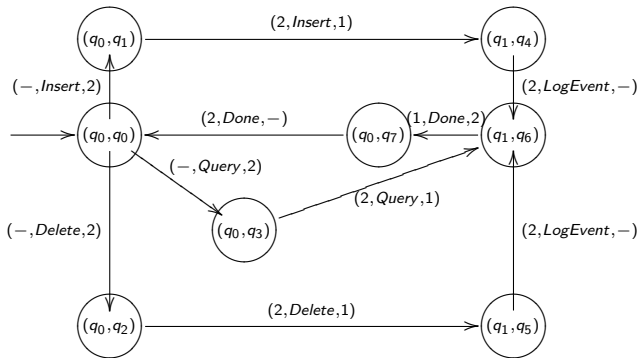 (2,Insert,1)
(q0,q1)
(q1,q4)
(−,Insert,2)
(2,LogEvent,−)
(2,Done,−)
(1,Done,2)
(q0,q0)
(q0,q7)
(q1,q6)
(−,Query,2)
(2,Query,1)
(q0,q3)
(−,Delete,2)
(2,LogEvent,−)
(2,Delete,1)
(q0,q2)
(q1,q5)